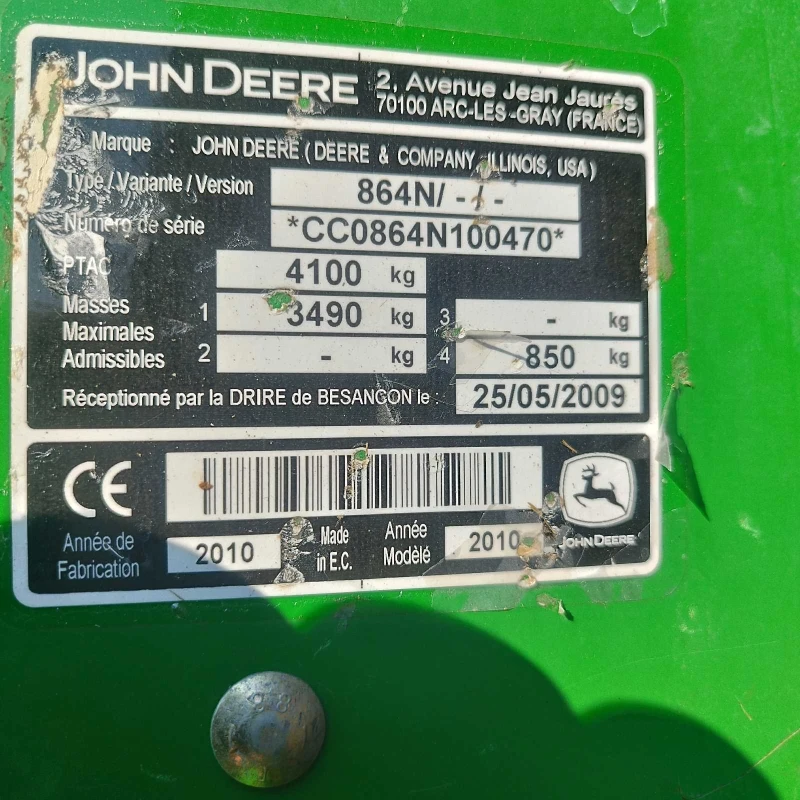 JOHN DEERE 2, Avenue Jean Jaurés
70100 ARC-LES-GRAY (FRANCE)
Marque : JOHN DEERE ( DEERE & COMPANY, ILLINOIS, USA )
Type / Variante / Version 864N/ - / -
Numéro de série *CC0864N100470*
PTAC 4100 kg
Masses Maximales Admissibles
1 3490 kg 3 - kg
2 - kg 4 850 kg
Réceptionné par la DRIRE de BESANCON le : 25/05/2009
CE
Année de Fabrication 2010 Made in E.C. Année Modèlé 2010 JOHN DEERE